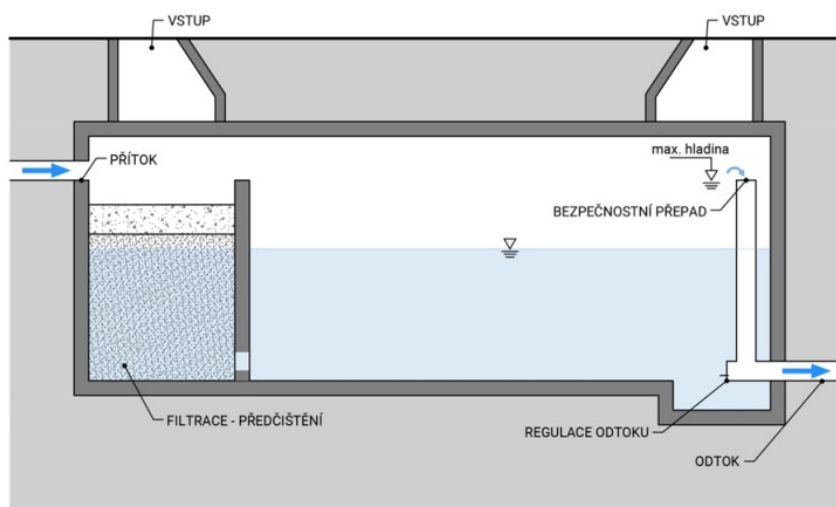 VSTUP
VSTUP
PŘÍTOK
max. hladina
BEZPEČNOSTNÍ PŘEPAD
FILTRACE - PŘEDČIŠTĚNÍ
REGULACE ODTOKU
ODTOK